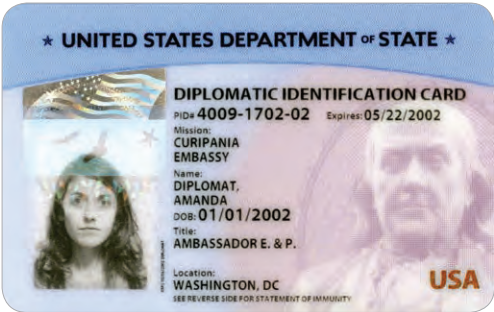 ★ UNITED STATES DEPARTMENT OF STATE ★
DIPLOMATIC IDENTIFICATION CARD
PID# 4009-1702-02 Expires: 05/22/2002
Mission:
CURIPANIA
EMBASSY
Name:
DIPLOMAT,
AMANDA
DOB: 01/01/2002
Title:
AMBASSADOR E. & P.
Location:
WASHINGTON, DC
SEE REVERSE SIDE FOR STATEMENT OF IMMUNITY
USA